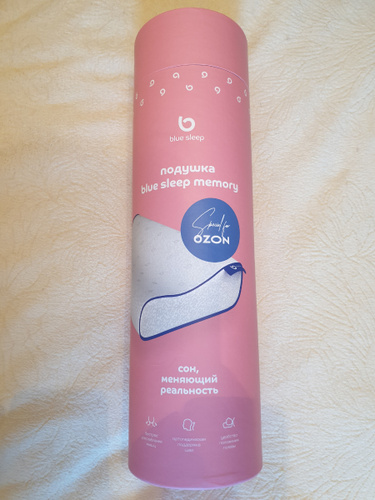 blue sleep
подушка
blue sleep memory
Special for
OZON
сон,
меняющий
реальность